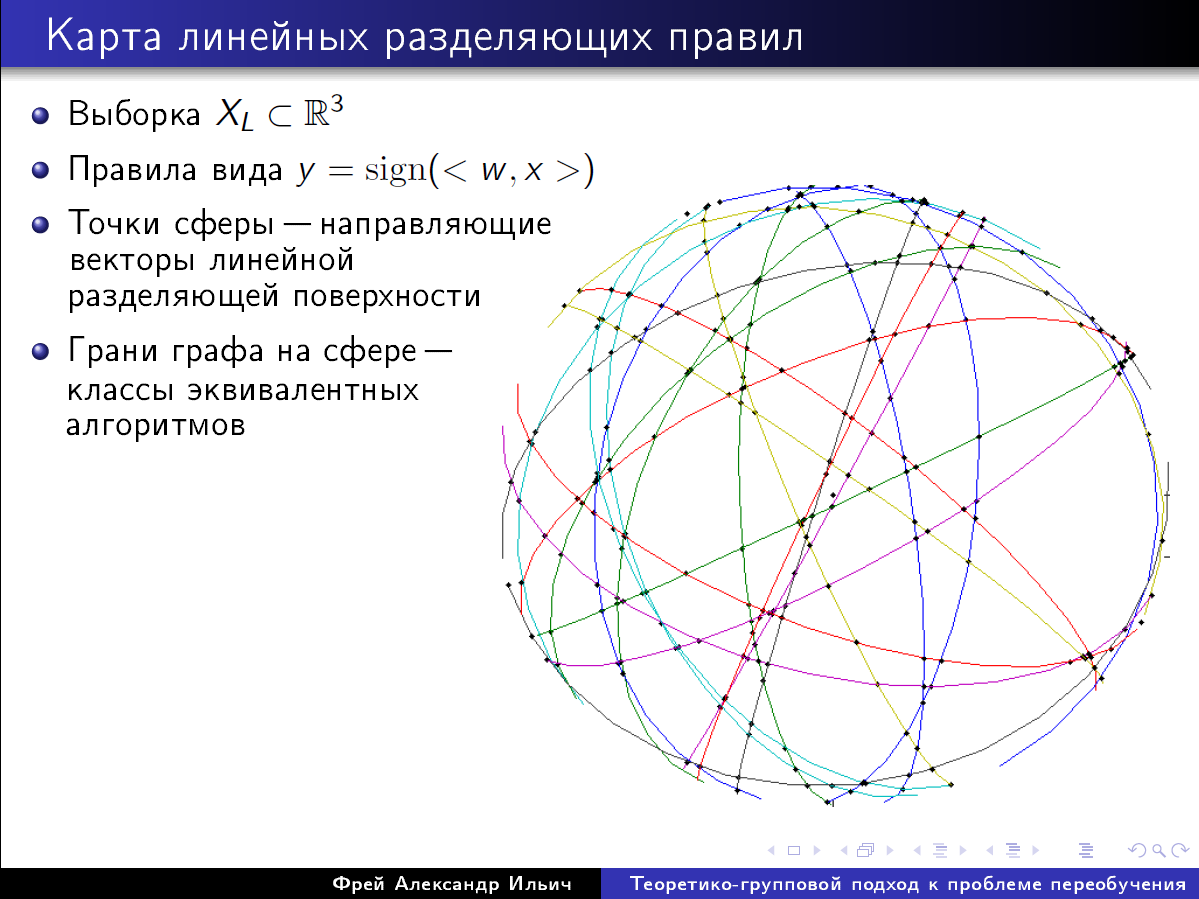 Карта линейных разделяющих правил
Выборка X_L ⊂ ℝ³
Правила вида y = sign(< w, x >)
Точки сферы — направляющие
векторы линейной
разделяющей поверхности
Грани графа на сфере —
классы эквивалентных
алгоритмов
Фрей Александр Ильич
Теоретико-групповой подход к проблеме переобучения